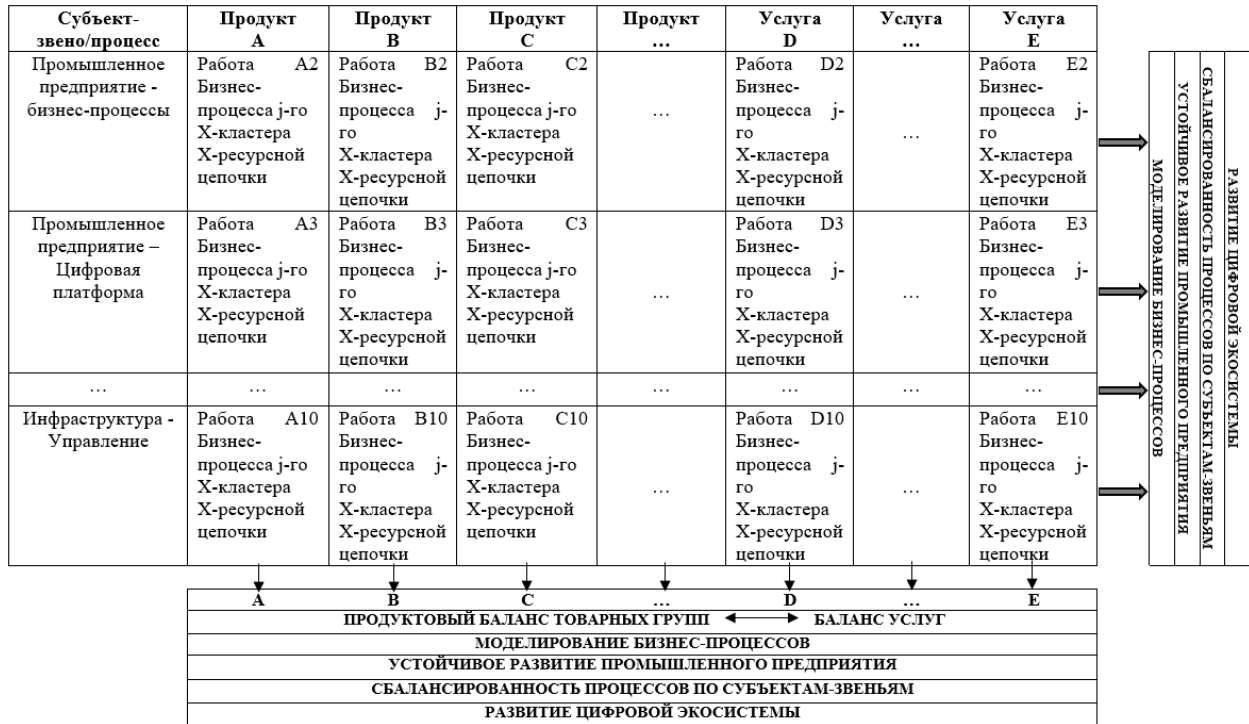 Субъект-
звено/процесс
Продукт
A
Продукт
B
Продукт
C
Продукт
…
Услуга
D
Услуга
…
Услуга
E
Промышленное
предприятие -
бизнес-процессы
Работа A2
Бизнес-
процесса j-го
X-кластера
X-ресурсной
цепочки
Работа B2
Бизнес-
процесса j-
го
X-кластера
X-ресурсной
цепочки
Работа C2
Бизнес-
процесса j-го
X-кластера
X-ресурсной
цепочки
…
Работа D2
Бизнес-
процесса j-
го
X-кластера
X-ресурсной
цепочки
…
Работа E2
Бизнес-
процесса j-
го
X-кластера
X-ресурсной
цепочки
Промышленное
предприятие –
Цифровая
платформа
Работа A3
Бизнес-
процесса j-го
X-кластера
X-ресурсной
цепочки
Работа B3
Бизнес-
процесса j-
го
X-кластера
X-ресурсной
цепочки
Работа C3
Бизнес-
процесса j-го
X-кластера
X-ресурсной
цепочки
…
Работа D3
Бизнес-
процесса j-
го
X-кластера
X-ресурсной
цепочки
…
Работа E3
Бизнес-
процесса j-
го
X-кластера
X-ресурсной
цепочки
… … … … … … … …
Инфраструктура -
Управление
Работа A10
Бизнес-
процесса j-го
X-кластера
X-ресурсной
цепочки
Работа B10
Бизнес-
процесса j-
го
X-кластера
X-ресурсной
цепочки
Работа C10
Бизнес-
процесса j-го
X-кластера
X-ресурсной
цепочки
…
Работа D10
Бизнес-
процесса j-
го
X-кластера
X-ресурсной
цепочки
…
Работа E10
Бизнес-
процесса j-
го
X-кластера
X-ресурсной
цепочки
МОДЕЛИРОВАНИЕ БИЗНЕС-ПРОЦЕССОВ
УСТОЙЧИВОЕ РАЗВИТИЕ ПРОМЫШЛЕННОГО ПРЕДПРИЯТИЯ
СБАЛАНСИРОВАННОСТЬ ПРОЦЕССОВ ПО СУБЪЕКТАМ-ЗВЕНЬЯМ
РАЗВИТИЕ ЦИФРОВОЙ ЭКОСИСТЕМЫ
A B C … D … E
ПРОДУКТОВЫЙ БАЛАНС ТОВАРНЫХ ГРУПП БАЛАНС УСЛУГ
МОДЕЛИРОВАНИЕ БИЗНЕС-ПРОЦЕССОВ
УСТОЙЧИВОЕ РАЗВИТИЕ ПРОМЫШЛЕННОГО ПРЕДПРИЯТИЯ
СБАЛАНСИРОВАННОСТЬ ПРОЦЕССОВ ПО СУБЪЕКТАМ-ЗВЕНЬЯМ
РАЗВИТИЕ ЦИФРОВОЙ ЭКОСИСТЕМЫ